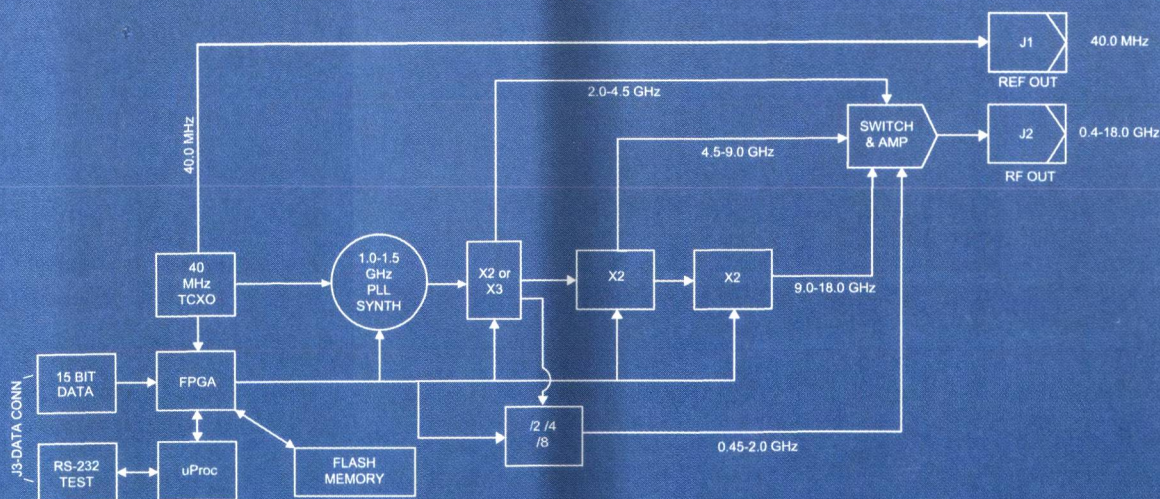 J1
40.0 MHz
REF OUT
2.0-4.5 GHz
SWITCH
& AMP
J2
0.4-18.0 GHz
RF OUT
40.0 MHz
4.5-9.0 GHz
40
MHz
TCXO
1.0-1.5
GHz
PLL
SYNTH
X2 or
X3
X2
X2
9.0-18.0 GHz
J3-DATA CONN
15 BIT
DATA
FPGA
/2 /4
/8
0.45-2.0 GHz
RS-232
TEST
uProc
FLASH
MEMORY